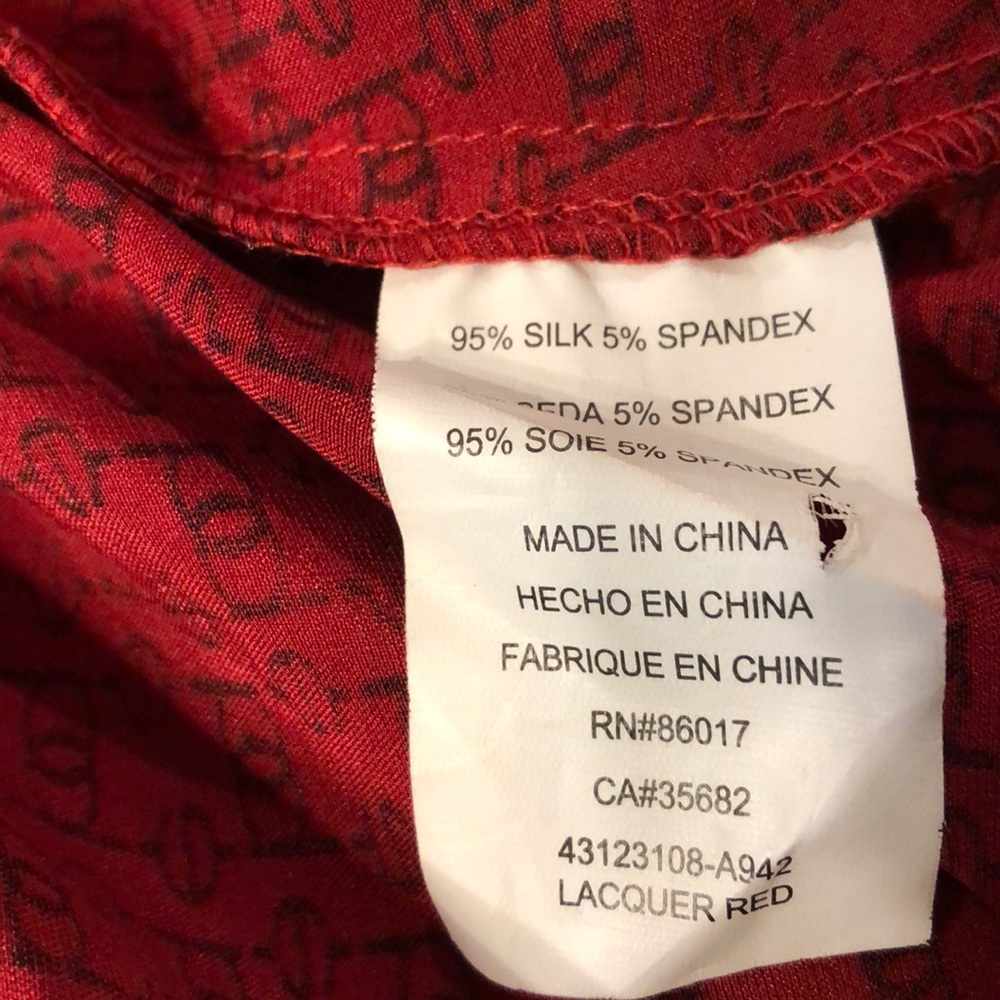 95% SILK 5% SPANDEX
SEDA 5% SPANDEX
95% SOIE 5% SPANDEX
MADE IN CHINA
HECHO EN CHINA
FABRIQUE EN CHINE
RN#86017
CA#35682
43123108-A942
LACQUER RED